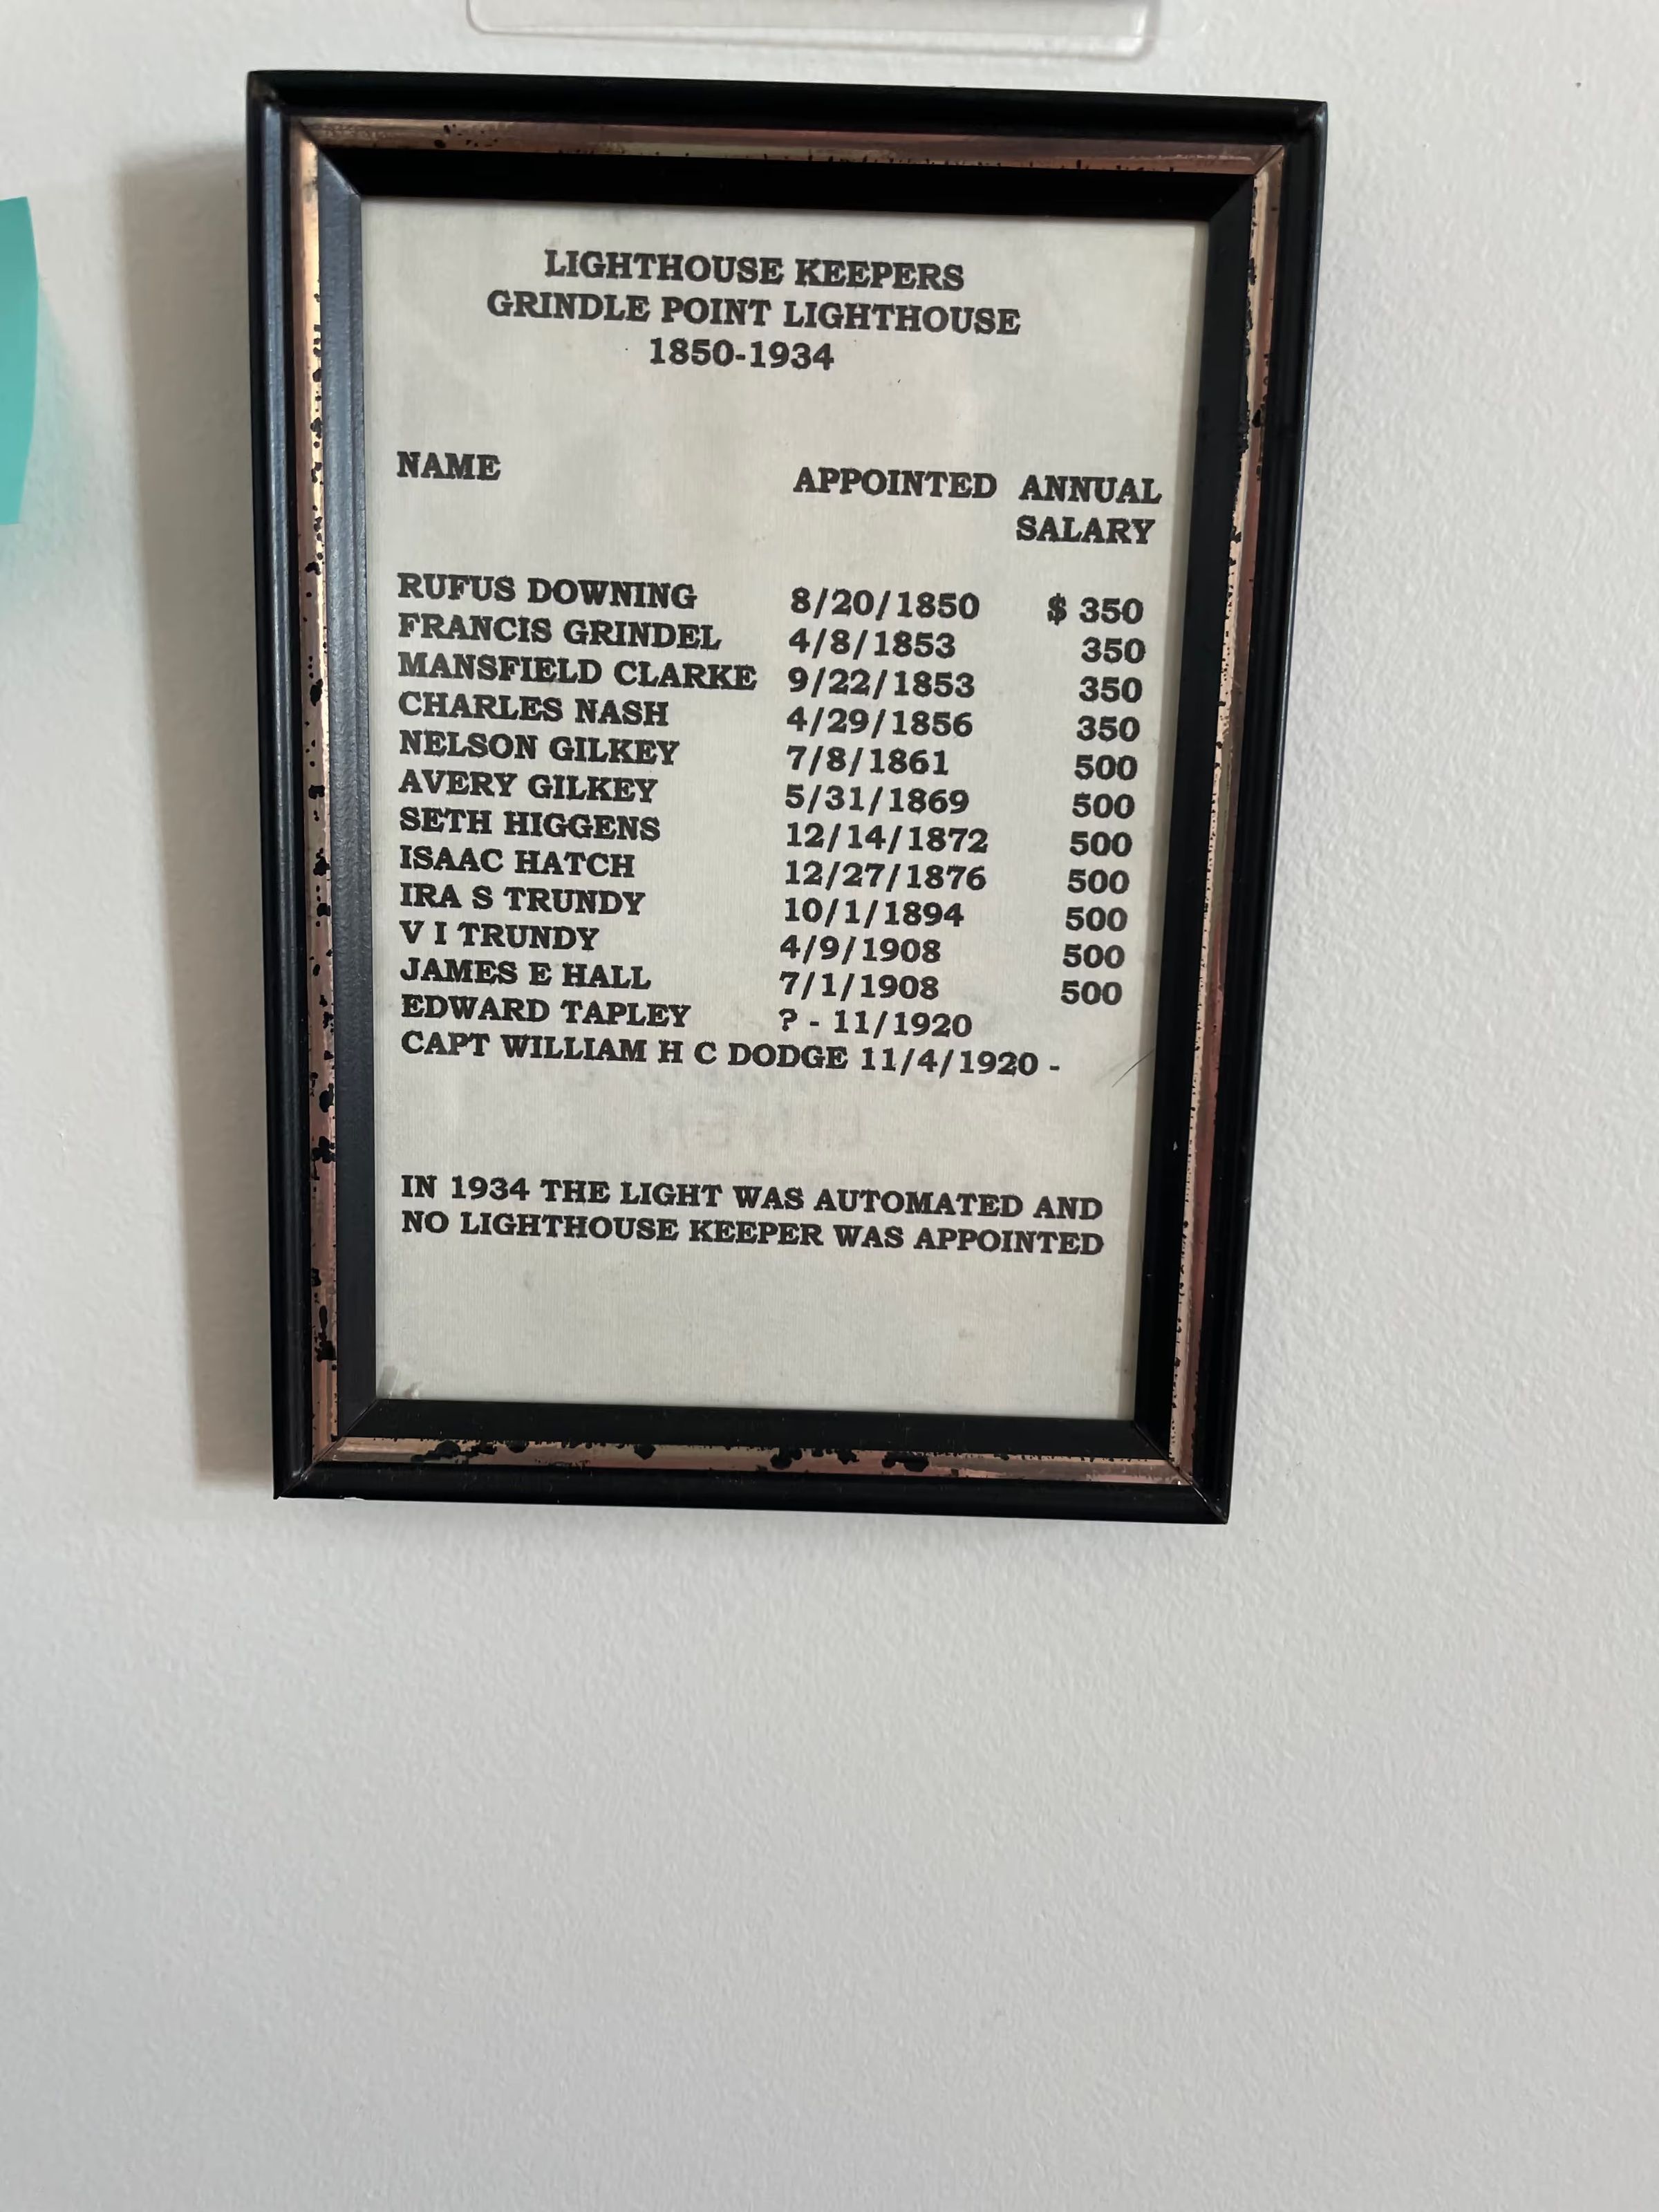 LIGHTHOUSE KEEPERS
GRINDLE POINT LIGHTHOUSE
1850-1934
NAME APPOINTED ANNUAL
SALARY
RUFUS DOWNING 8/20/1850 $ 350
FRANCIS GRINDEL 4/8/1853 350
MANSFIELD CLARKE 9/22/1853 350
CHARLES NASH 4/29/1856 350
NELSON GILKEY 7/8/1861 500
AVERY GILKEY 5/31/1869 500
SETH HIGGENS 12/14/1872 500
ISAAC HATCH 12/27/1876 500
IRA S TRUNDY 10/1/1894 500
V I TRUNDY 4/9/1908 500
JAMES E HALL 7/1/1908 500
EDWARD TAPLEY ? - 11/1920
CAPT WILLIAM H C DODGE 11/4/1920 -
IN 1934 THE LIGHT WAS AUTOMATED AND
NO LIGHTHOUSE KEEPER WAS APPOINTED